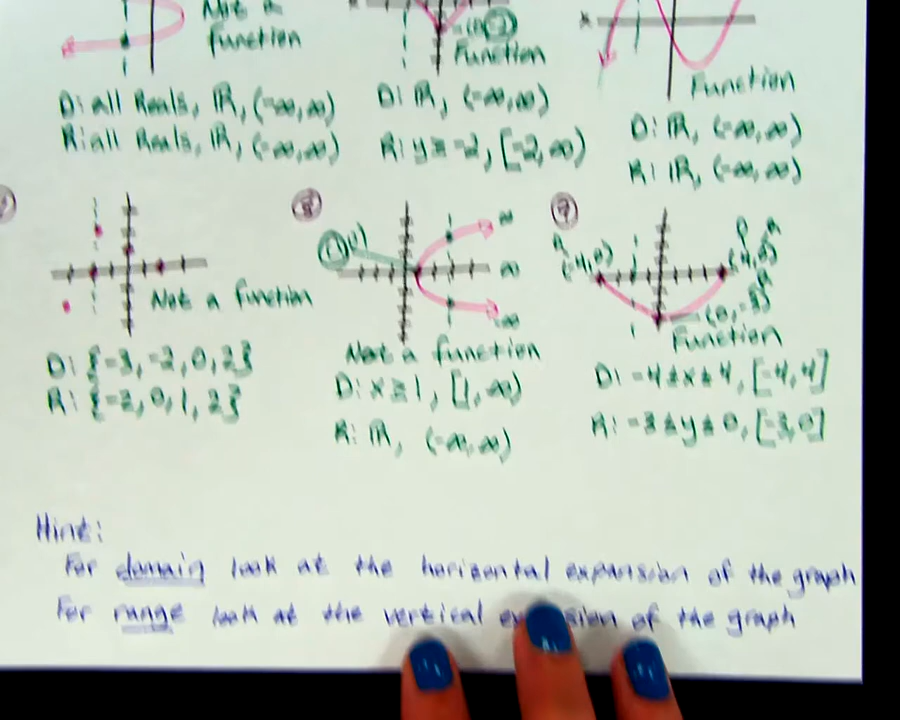 Not a
function
Function
x
Function
D: all Reals, ℝ, (-∞, ∞)
R: all Reals, ℝ, (-∞, ∞)
D: ℝ, (-∞, ∞)
R: y ≥ -2, [-2, ∞)
D: ℝ, (-∞, ∞)
R: ℝ, (-∞, ∞)
Not a function
D: {-3, -2, 0, 2}
R: {-2, 0, 1, 2}
⑧
∞
∞
-∞
Not a function
D: x ≥ 1, [1, ∞)
R: ℝ, (-∞, ∞)
⑨
(-4,0)
(4,0)
(0,-3)
Function
D: -4 ≤ x ≤ 4, [-4, 4]
R: -3 ≤ y ≤ 0, [-3, 0]
Hint:
For domain look at the horizontal expansion of the graph
For range look at the vertical of the graph